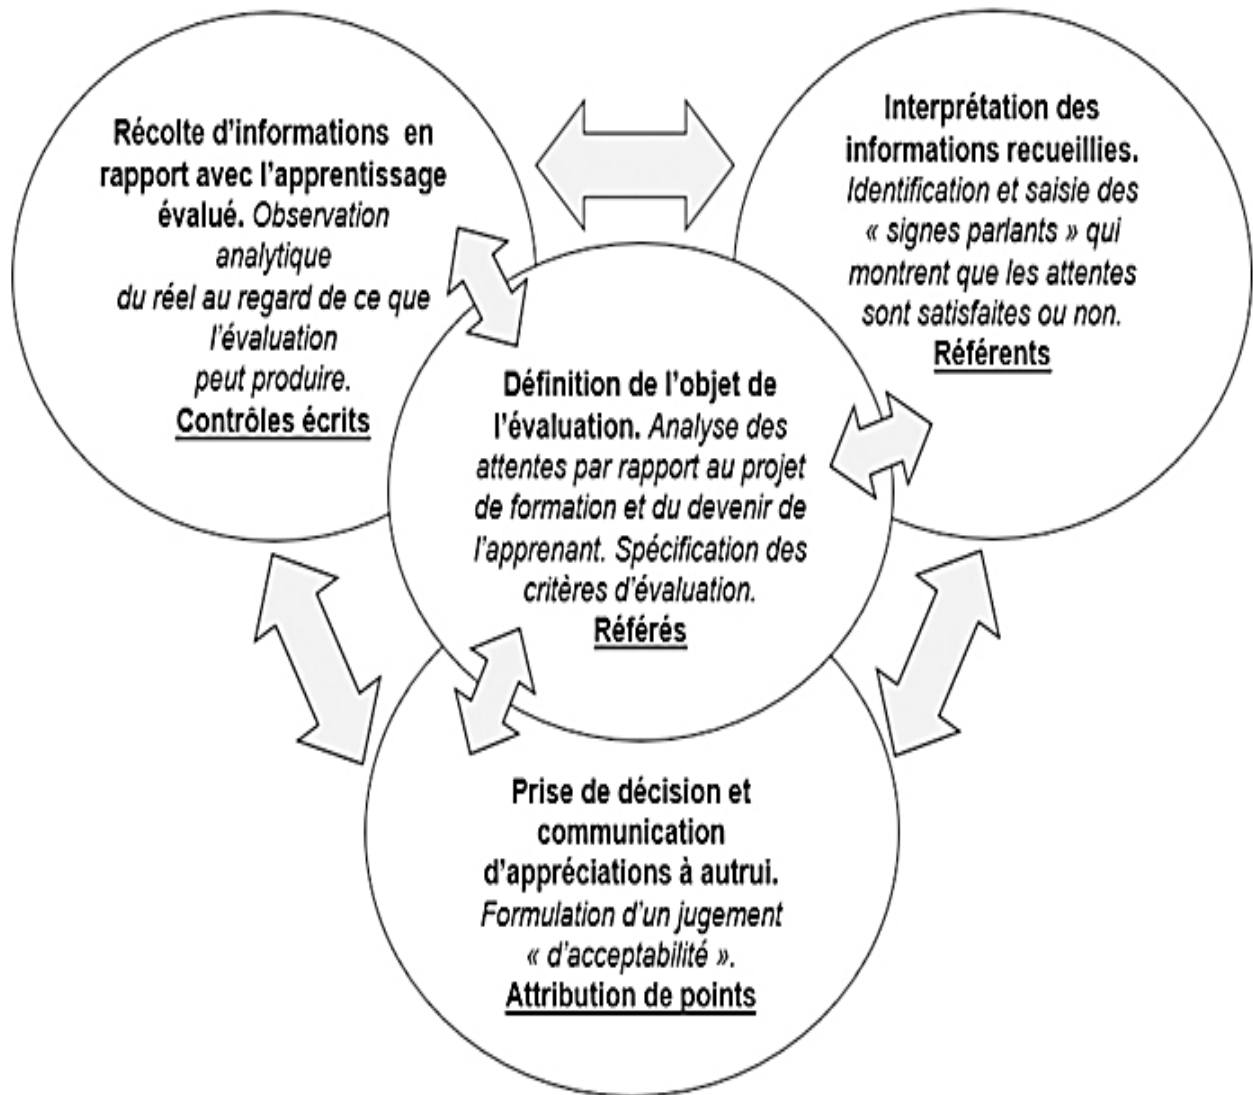 Récolte d'informations en
rapport avec l'apprentissage
évalué. Observation
analytique
du réel au regard de ce que
l'évaluation
peut produire.
Contrôles écrits
Interprétation des
informations recueillies.
Identification et saisie des
« signes parlants » qui
montrent que les attentes
sont satisfaites ou non.
Référents
Définition de l'objet de
l'évaluation. Analyse des
attentes par rapport au projet
de formation et du devenir de
l'apprenant. Spécification des
critères d'évaluation.
Référés
Prise de décision et
communication
d'appréciations à autrui.
Formulation d'un jugement
« d'acceptabilité ».
Attribution de points